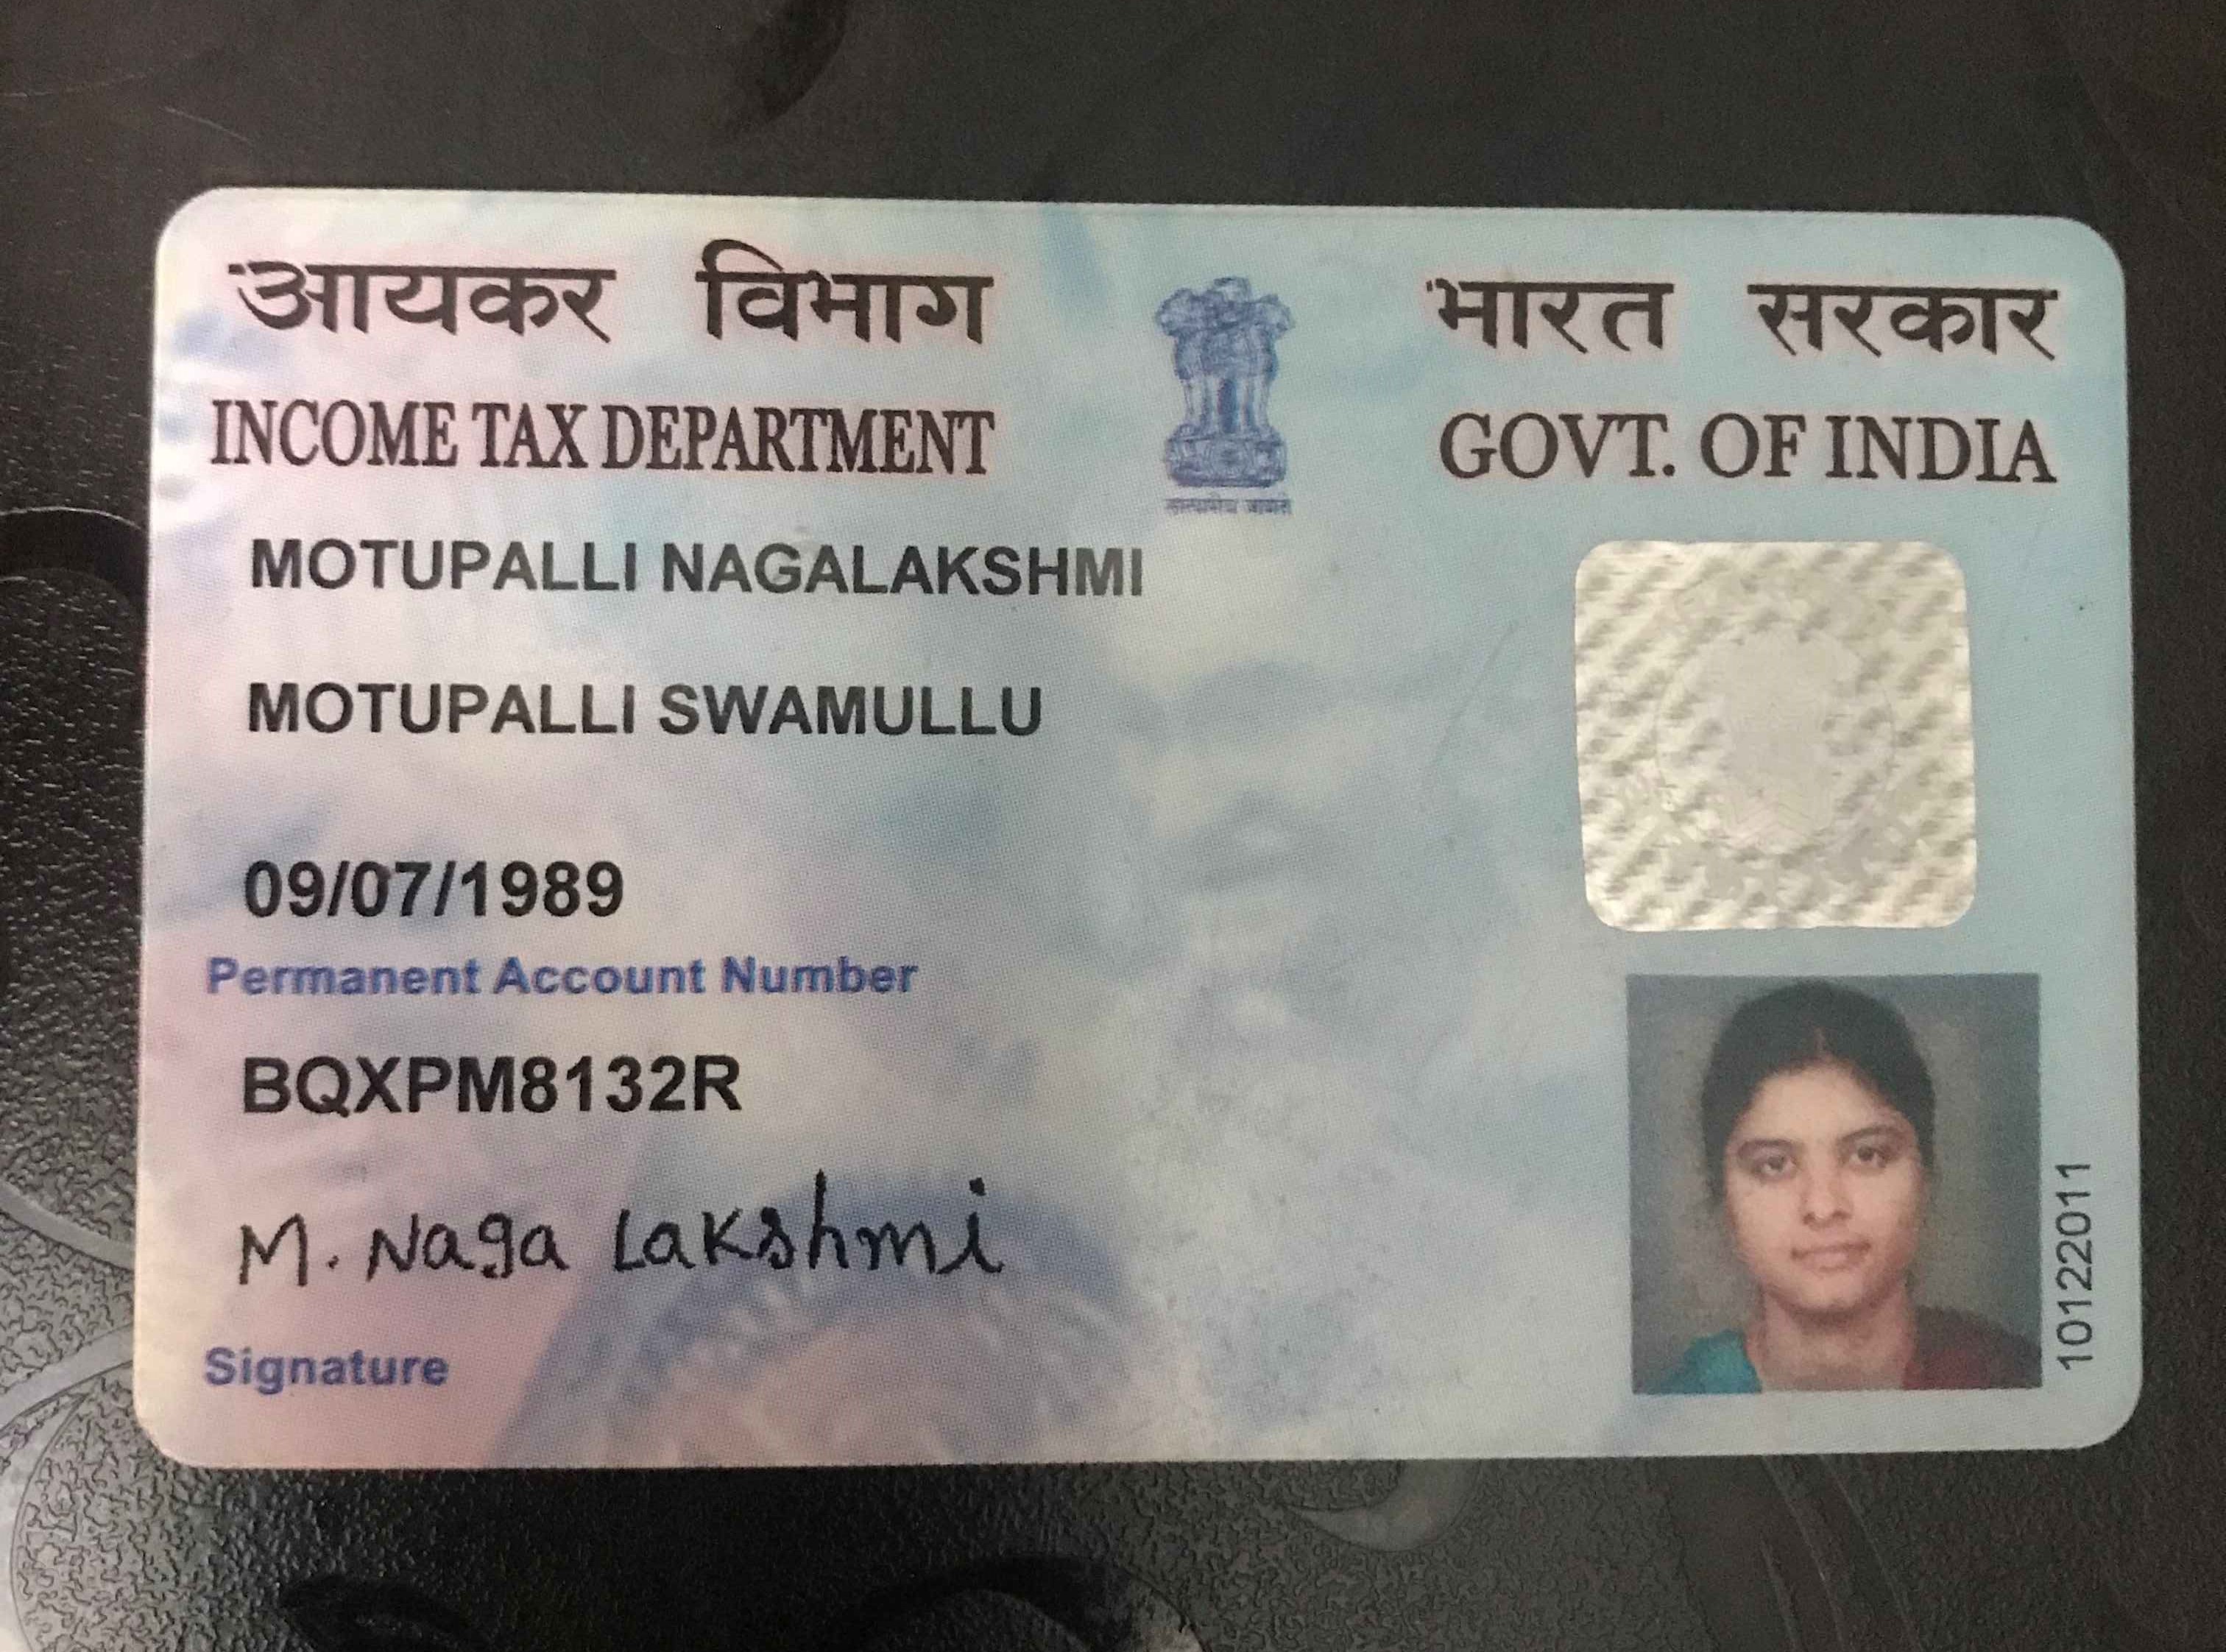 आयकर विभाग
भारत सरकार
INCOME TAX DEPARTMENT
GOVT. OF INDIA
सत्यमेव जयते
MOTUPALLI NAGALAKSHMI
MOTUPALLI SWAMULLU
09/07/1989
Permanent Account Number
BQXPM8132R
M. Naga Lakshmi
Signature
10122011